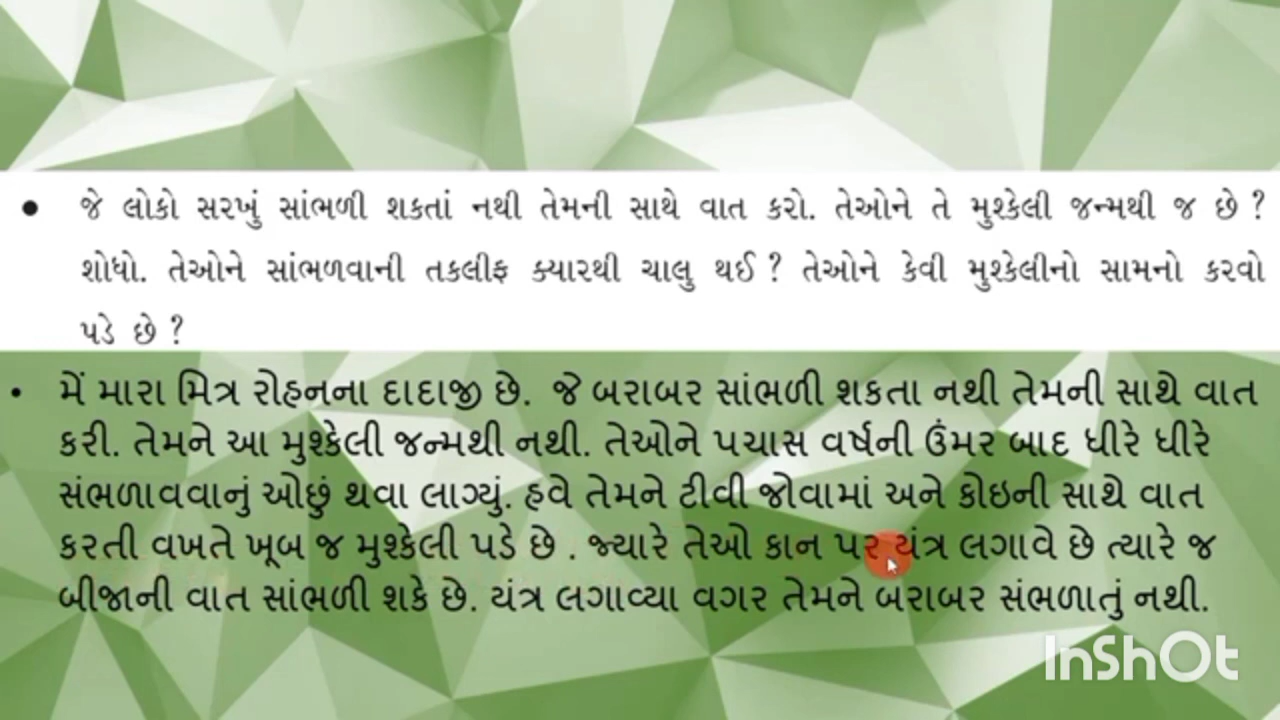 • જે લોકો સરખું સાંભળી શકતાં નથી તેમની સાથે વાત કરો. તેઓને તે મુશ્કેલી જન્મથી જ છે ?
શોધો. તેઓને સાંભળવાની તકલીફ ક્યારથી ચાલુ થઈ ? તેઓને કેવી મુશ્કેલીનો સામનો કરવો
પડે છે ?
• મેં મારા મિત્ર રોહનના દાદાજી છે. જે બરાબર સાંભળી શકતા નથી તેમની સાથે વાત
કરી. તેમને આ મુશ્કેલી જન્મથી નથી. તેઓને પચાસ વર્ષની ઉંમર બાદ ધીરે ધીરે
સંભળાવવાનું ઓછું થવા લાગ્યું. હવે તેમને ટીવી જોવામાં અને કોઇની સાથે વાત
કરતી વખતે ખૂબ જ મુશ્કેલી પડે છે . જ્યારે તેઓ કાન પર યંત્ર લગાવે છે ત્યારે જ
બીજાની વાત સાંભળી શકે છે. યંત્ર લગાવ્યા વગર તેમને બરાબર સંભળાતું નથી.
InShOt